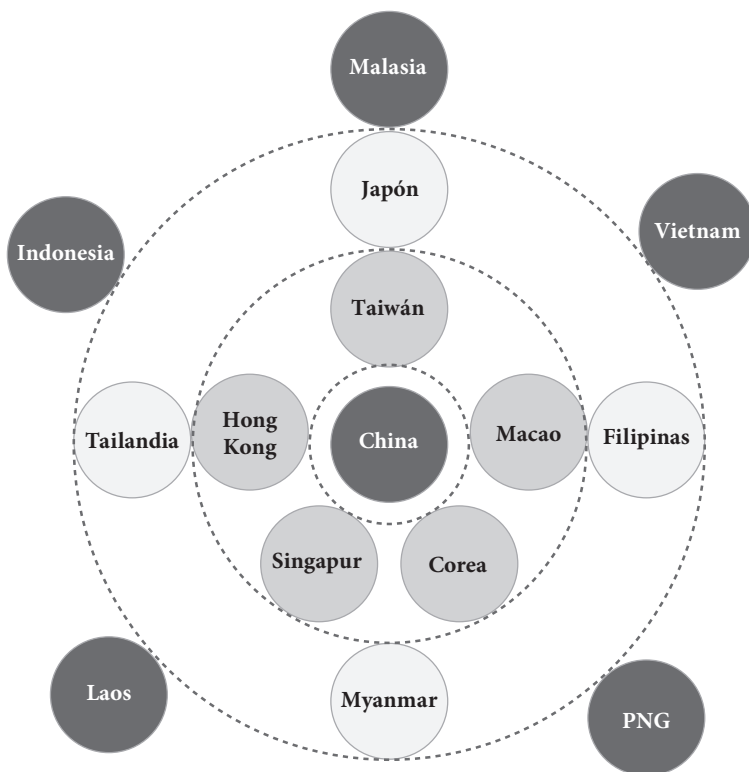 Malasia
Japón
Indonesia
Vietnam
Taiwán
Tailandia
Hong
Kong
China
Macao
Filipinas
Singapur
Corea
Laos
Myanmar
PNG